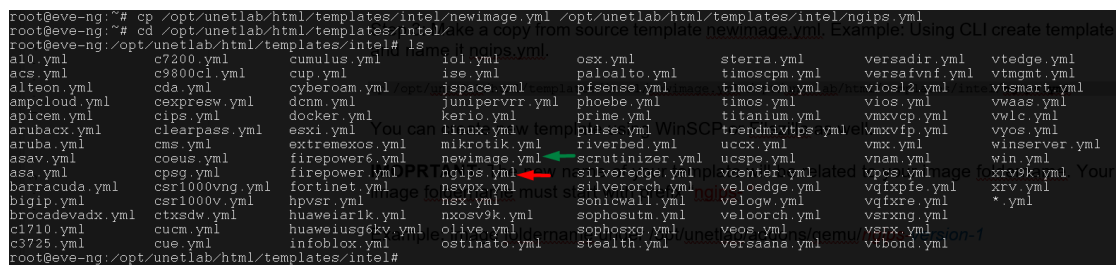 root@eve-ng:~# cp /opt/unetlab/html/templates/intel/newimage.yml /opt/unetlab/html/templates/intel/ngips.yml
root@eve-ng:~# cd /opt/unetlab/html/templates/intel/
root@eve-ng:/opt/unetlab/html/templates/intel# ls
a10.yml c7200.yml cumulus.yml iol.yml osx.yml sterra.yml versadir.yml vtedge.yml
acs.yml c9800cl.yml cup.yml ise.yml paloalto.yml timoscpm.yml versafvnf.yml vtmgmt.yml
alteon.yml cda.yml cyberoam.yml jspace.yml pfsense.yml timosiom.yml viosl2.yml vtsmart.yml
ampcloud.yml cexpresw.yml dcnm.yml junipervrr.yml phoebe.yml timos.yml vios.yml vwaas.yml
apicem.yml cips.yml docker.yml kerio.yml prime.yml titanium.yml vmxvcp.yml vwlc.yml
arubacx.yml clearpass.yml esxi.yml linux.yml pulse.yml trendmivtps.yml vmxvfp.yml vyos.yml
aruba.yml cms.yml extremexos.yml mikrotik.yml riverbed.yml uccx.yml vmx.yml winserver.yml
asav.yml coeus.yml firepower6.yml newimage.yml scrutinizer.yml ucspe.yml vnam.yml win.yml
asa.yml cpsg.yml firepower.yml ngips.yml silveredge.yml vcenter.yml vpcs.yml xrv9k.yml
barracuda.yml csr1000vng.yml fortinet.yml nsvpx.yml silverorch.yml veloedge.yml vqfxpfe.yml xrv.yml
bigip.yml csr1000v.yml hpvsr.yml nsx.yml sonicwall.yml velogw.yml vqfxre.yml *.yml
brocadevadx.yml ctxsdw.yml huaweiar1k.yml nxosv9k.yml sophosutm.yml veloorch.yml vsrxng.yml
c1710.yml cucm.yml huaweiusg6kv.yml olive.yml sophosxg.yml veos.yml vsrx.yml
c3725.yml cue.yml infoblox.yml ostinato.yml stealth.yml versaana.yml vtbond.yml
root@eve-ng:/opt/unetlab/html/templates/intel#